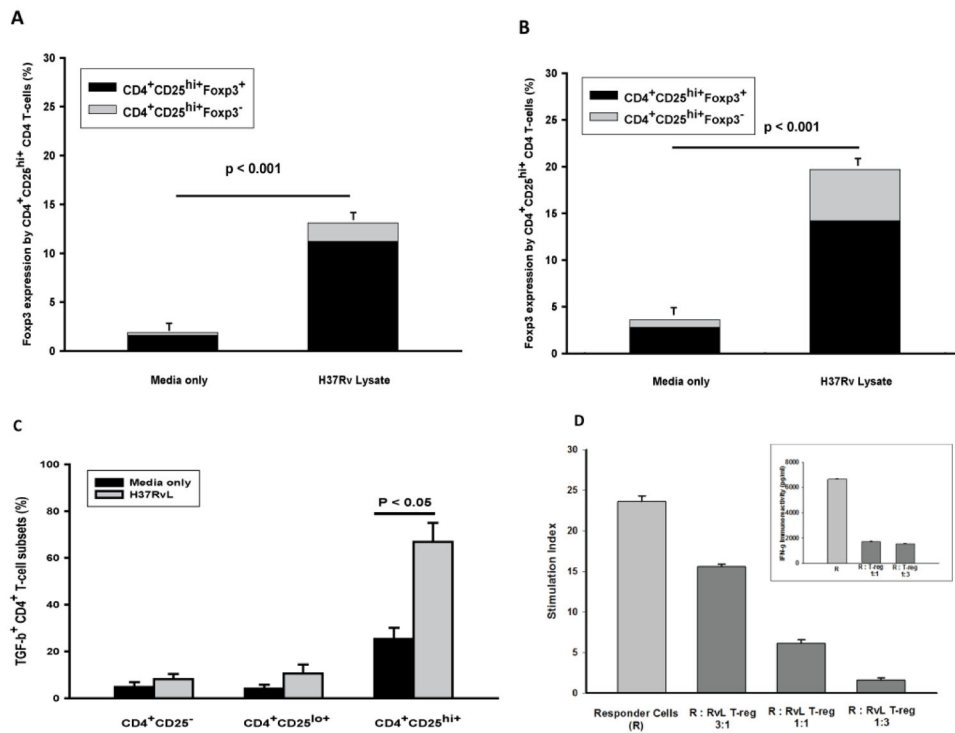 A
Foxp3 expression by CD4+CD25hi+ CD4 T-cells (%)
30
25
20
15
10
5
0
CD4+CD25hi+Foxp3+
CD4+CD25hi+Foxp3-
p < 0.001
Media only
H37Rv Lysate
B
Foxp3 expression by CD4+CD25hi+ CD4 T-cells (%)
30
25
20
15
10
5
0
CD4+CD25hi+Foxp3+
CD4+CD25hi+Foxp3-
p < 0.001
Media only
H37Rv Lysate
C
TGF-b+ CD4+ T-cell subsets (%)
100
80
60
40
20
0
Media only
H37RvL
P < 0.05
CD4+CD25-
CD4+CD25lo+
CD4+CD25hi+
D
Stimulation Index
30
25
20
15
10
5
0
Responder Cells
(R)
R : RvL T-reg
3:1
R : RvL T-reg
1:1
R : RvL T-reg
1:3
IFN-g Immunoreactivity (pg/ml)
8000
6000
4000
2000
0
R
R : T-reg
1:1
R : T-reg
1:3